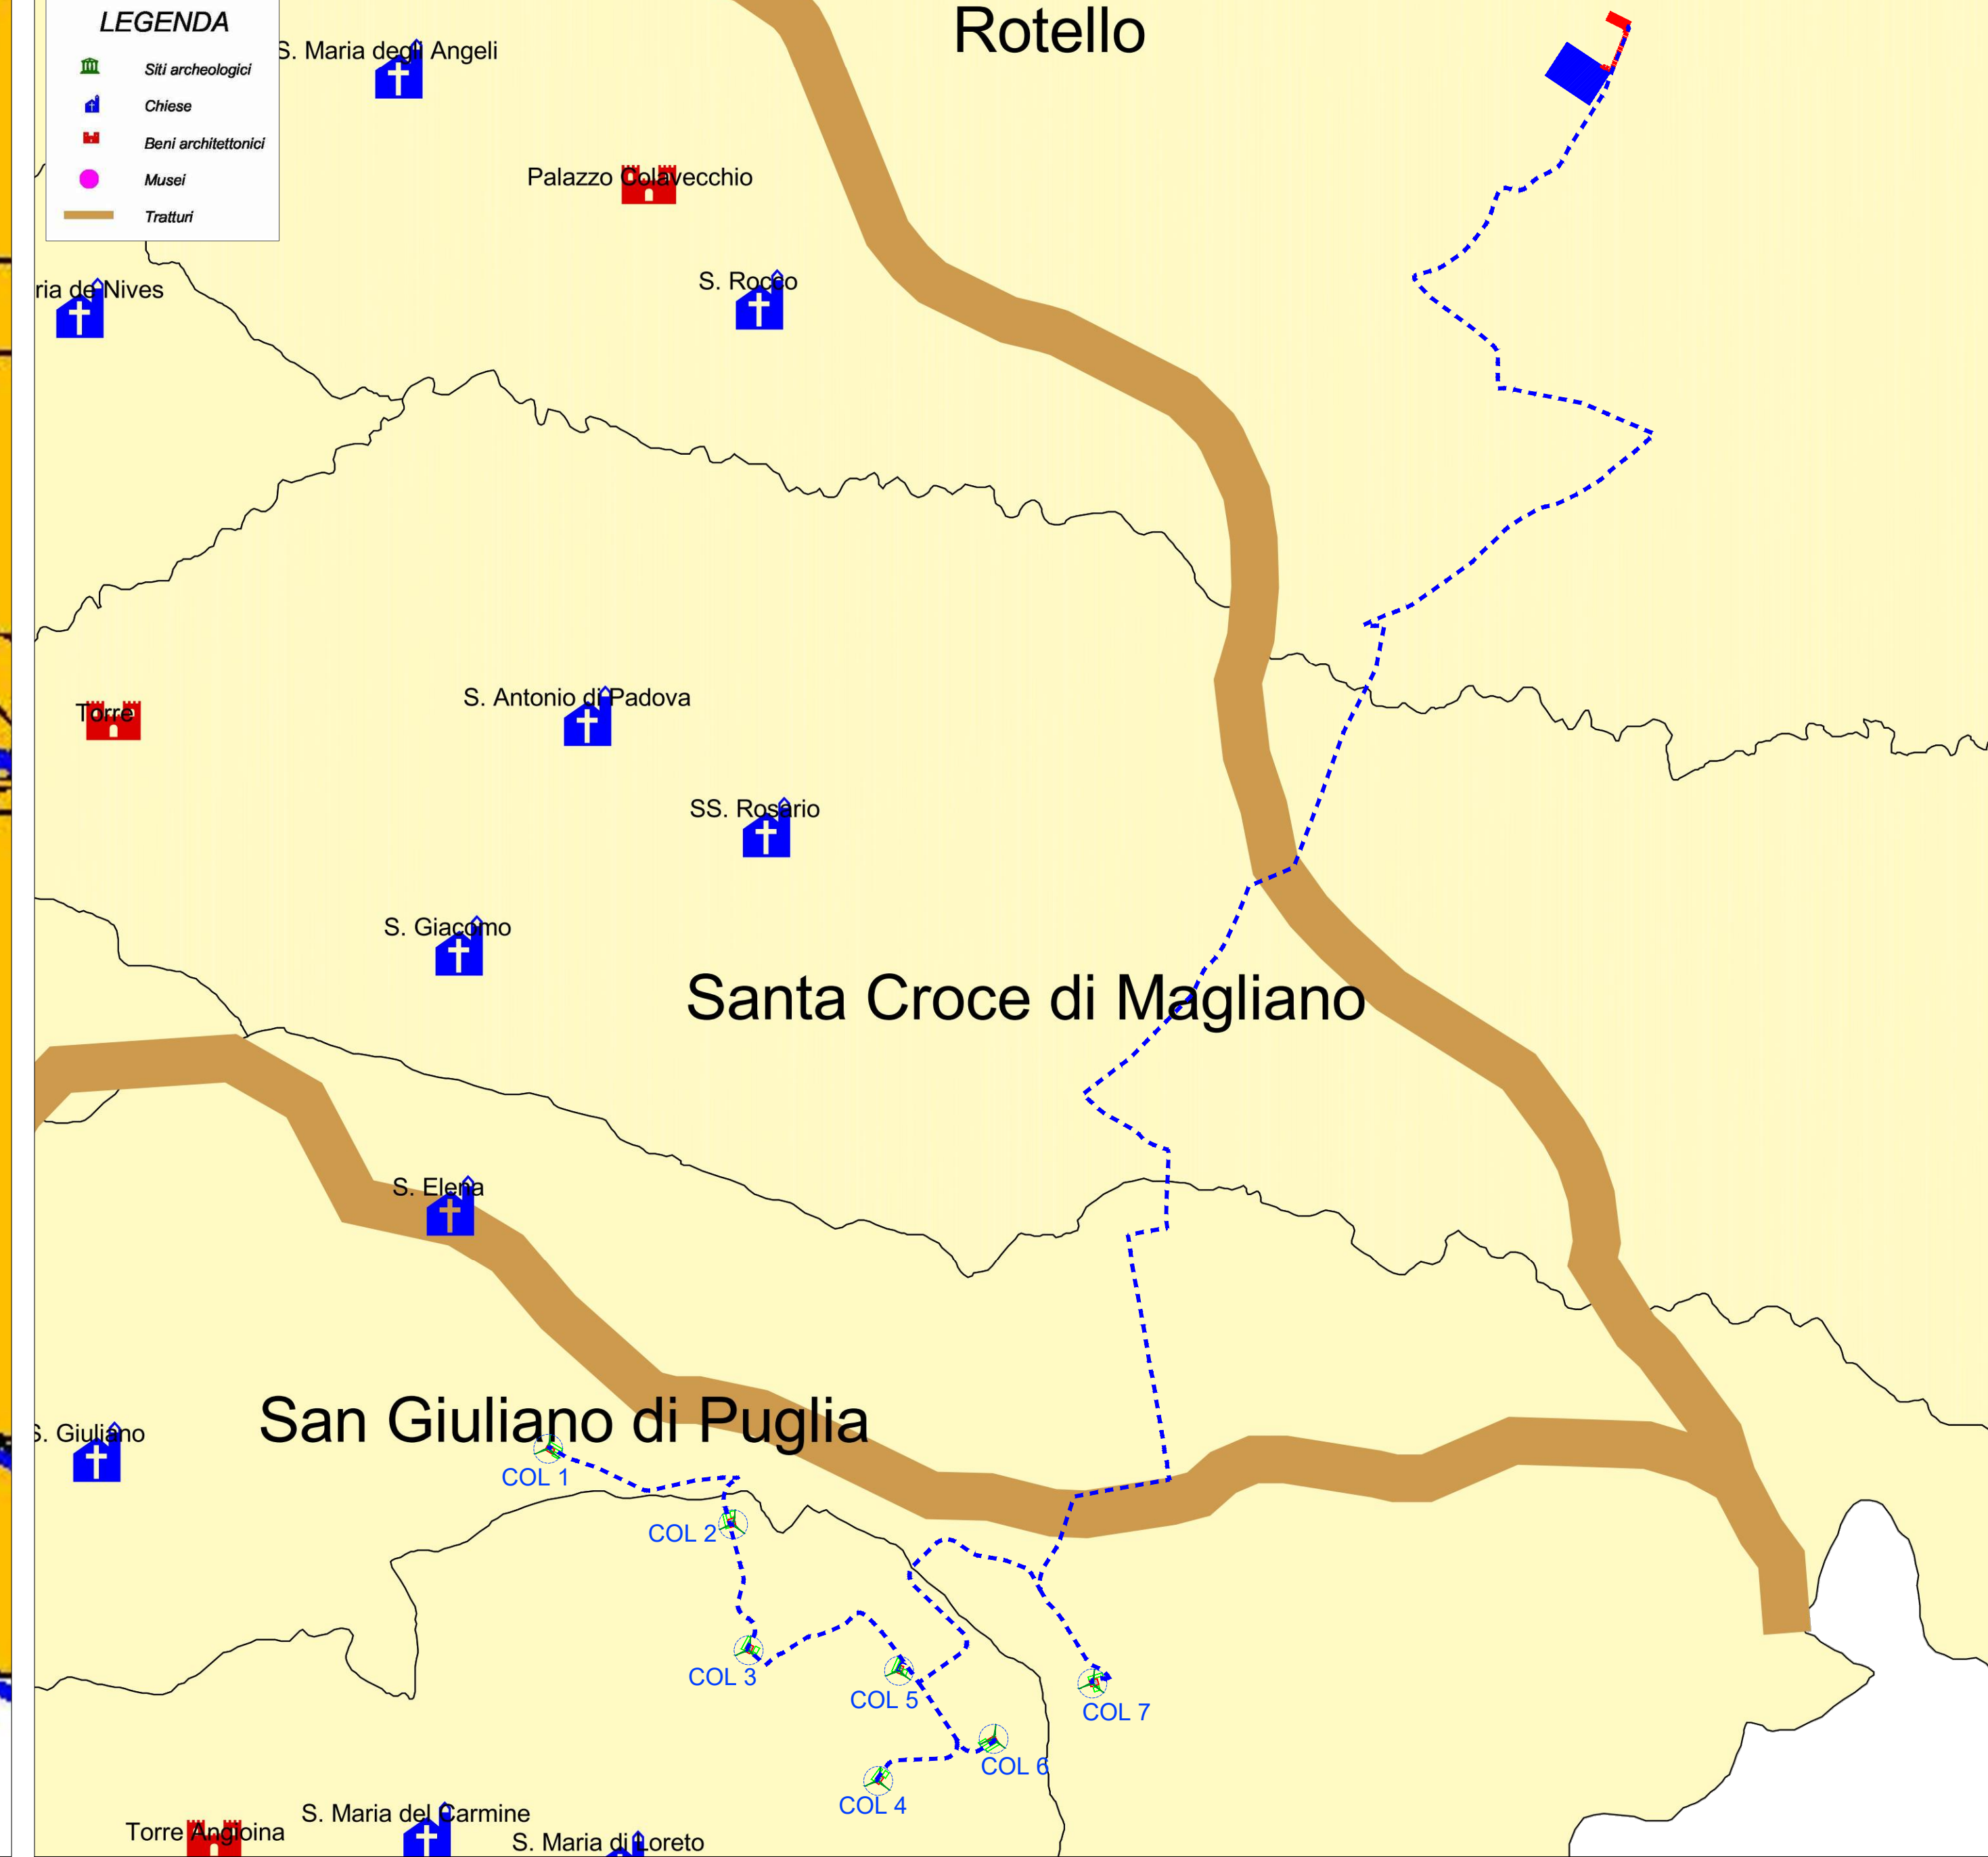 LEGENDA
Siti archeologici
Chiese
Beni architettonici
Musei
Tratturi
Rotello
S. Maria degli Angeli
Palazzo Colavecchio
S. Rocco
ria de Nives
S. Antonio di Padova
Torre
SS. Rosario
S. Giacomo
Santa Croce di Magliano
S. Elena
San Giuliano di Puglia
S. Giuliano
COL 1
COL 2
COL 3
COL 5
COL 7
COL 6
COL 4
S. Maria del Carmine
Torre Angioina
S. Maria di Loreto